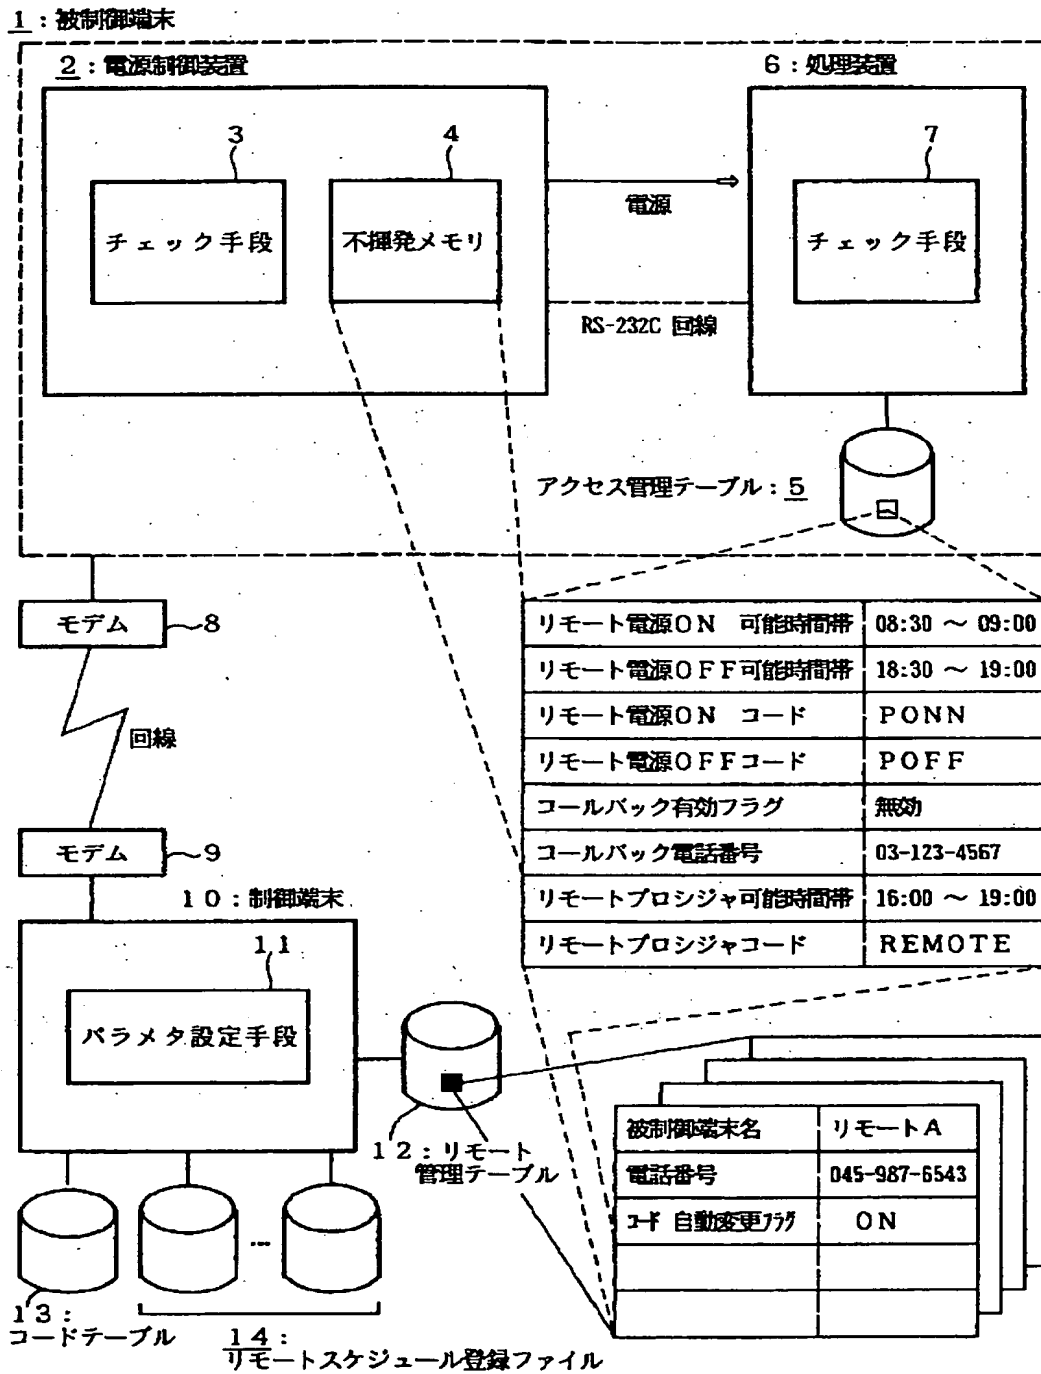 1：被制御端末
2：電源制御装置
6：処理装置
3
4
7
チェック手段
不揮発メモリ
電源
チェック手段
RS-232C 回線
アクセス管理テーブル：5
モデム
8
回線
モデム
9
リモート電源ON 可能時間帯 08:30 ～ 09:00
リモート電源OFF可能時間帯 18:30 ～ 19:00
リモート電源ON コード PONN
リモート電源OFFコード POFF
コールバック有効フラグ 無効
コールバック電話番号 03-123-4567
リモートプロシジャ可能時間帯 16:00 ～ 19:00
リモートプロシジャコード REMOTE
10：制御端末
11
パラメタ設定手段
12：リモート
管理テーブル
被制御端末名 リモートA
電話番号 045-987-6543
コード 自動変更フラグ ON
13：
コードテーブル
...
14：
リモートスケジュール登録ファイル